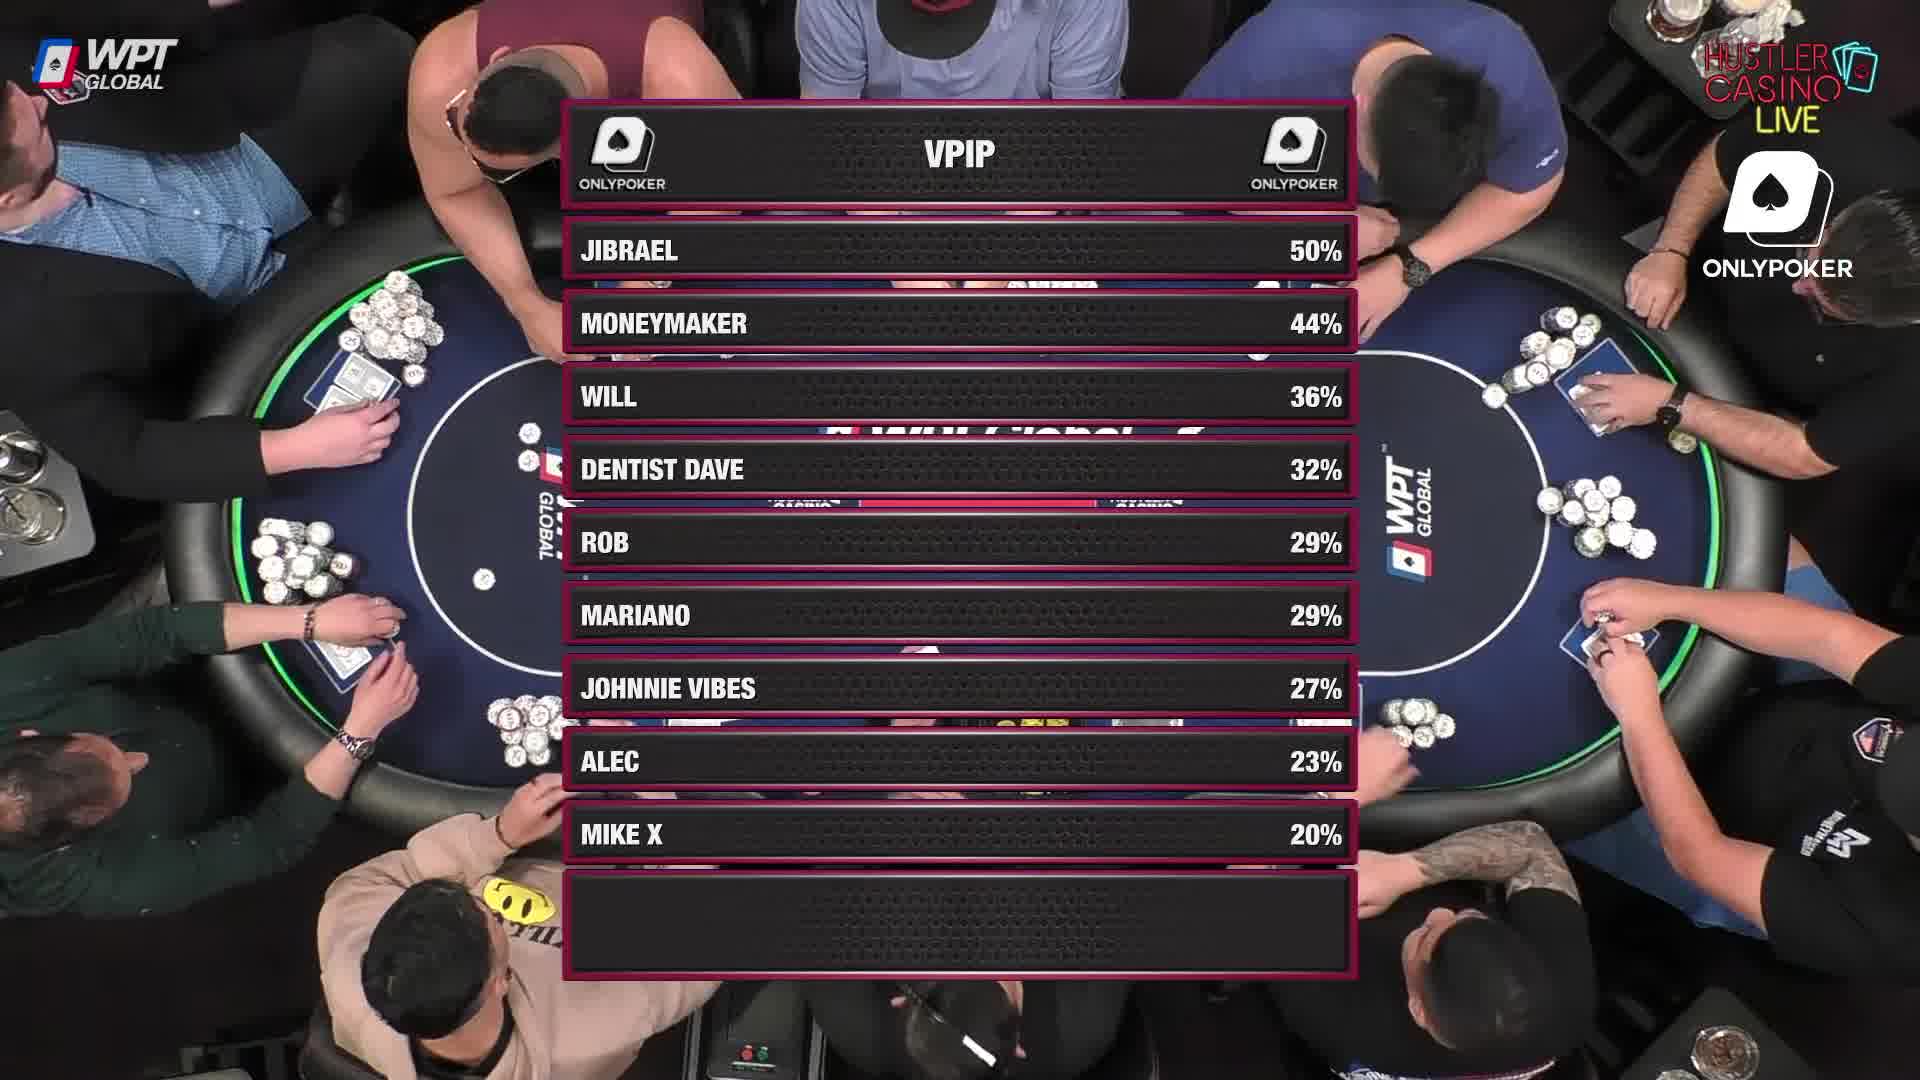 WPT
GLOBAL
HUSTLER
CASINO
LIVE
ONLYPOKER
ONLYPOKER
VPIP
ONLYPOKER
JIBRAEL 50%
MONEYMAKER 44%
WILL 36%
DENTIST DAVE 32%
ROB 29%
MARIANO 29%
JOHNNIE VIBES 27%
ALEC 23%
MIKE X 20%
WPT
GLOBAL
GLOBAL